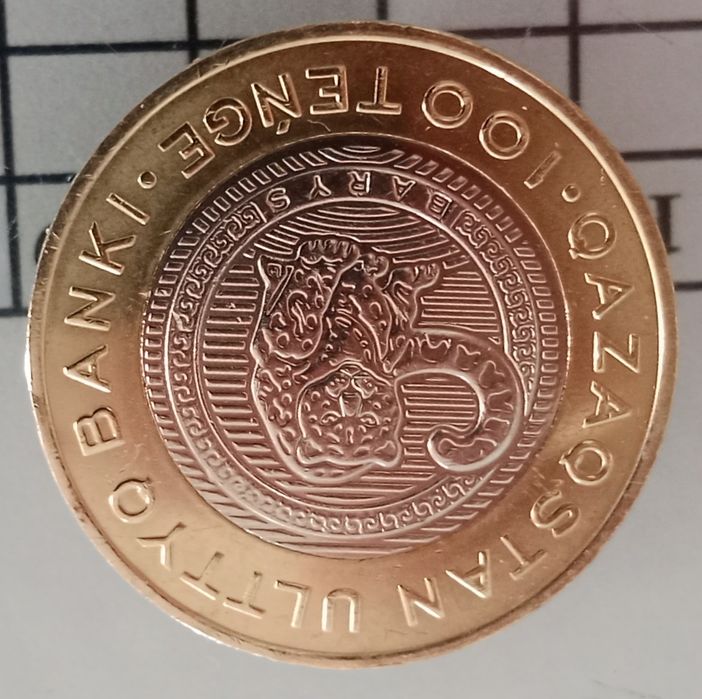 QAZAQSTAN ULTTYQ BANKI
· 100 TEŃGE ·
BARYS